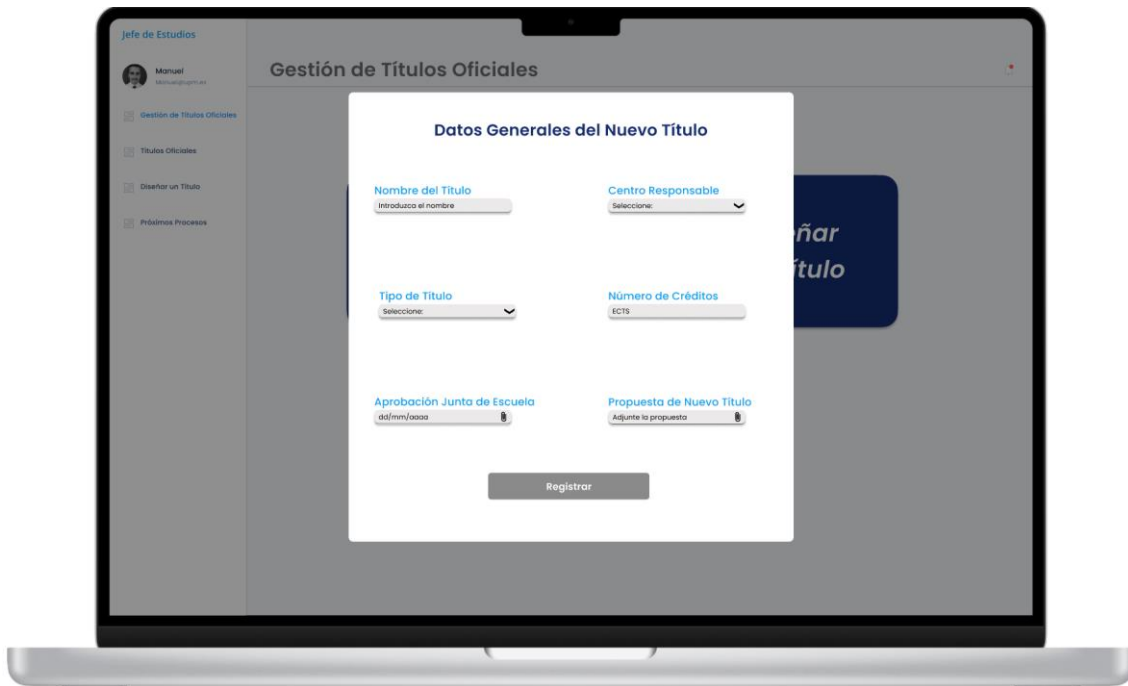 Jefe de Estudios
Manuel
Gestión de Títulos Oficiales
Títulos Oficiales
Diseñar un Título
Próximos Procesos
Gestión de Títulos Oficiales
Datos Generales del Nuevo Título
Nombre del Título
Introduzca el nombre
Centro Responsable
Seleccione:
Tipo de Título
Seleccione:
Número de Créditos
ECTS
Aprobación Junta de Escuela
dd/mm/aaaa
Propuesta de Nuevo Título
Adjunte la propuesta
Registrar
ñar
ítulo